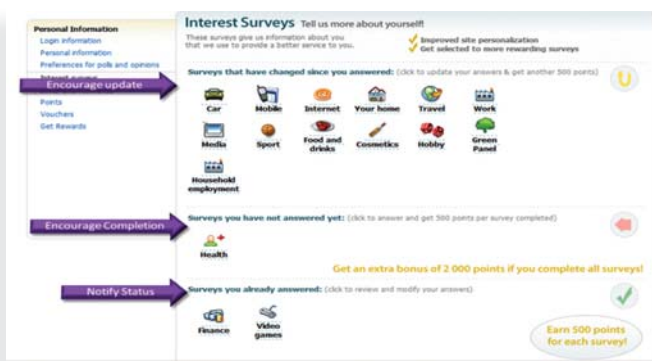 Personal Information
Login information
Personal information
Preferences for polls and opinions
Interest surveys
Encourage update
Points
Vouchers
Get Rewards
Interest Surveys Tell us more about yourself!
These surveys give us information about you
that we use to provide a better service to you.
Improved site personalization
Get selected to more rewarding surveys
Surveys that have changed since you answered: (click to update your answers & get another 500 points)
Car Mobile Internet Your home Travel Work
Media Sport Food and drinks Cosmetics Hobby Green Panel
Household
employment
Encourage Completion
Surveys you have not answered yet: (click to answer and get 500 points per survey completed)
Health
Get an extra bonus of 2 000 points if you complete all surveys!
Notify Status
Surveys you already answered: (click to review and modify your answers)
Finance Video games
Earn 500 points
for each survey!